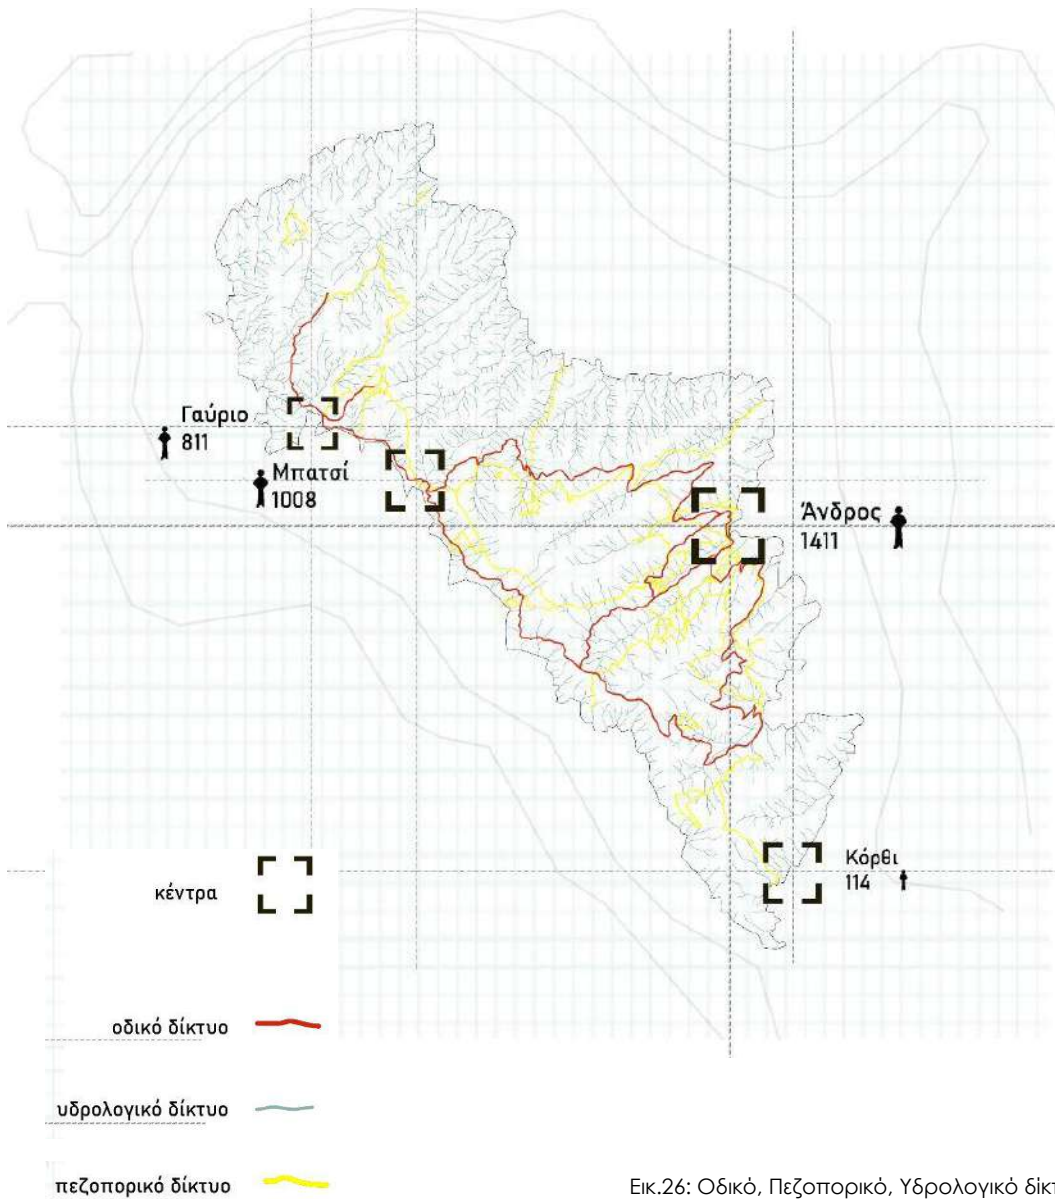 Γαύριο
811
Μπατσί
1008
Άνδρος
1411
Κόρθι
114
κέντρα
οδικό δίκτυο
υδρολογικό δίκτυο
πεζοπορικό δίκτυο
Εικ.26: Οδικό, Πεζοπορικό, Υδρολογικό